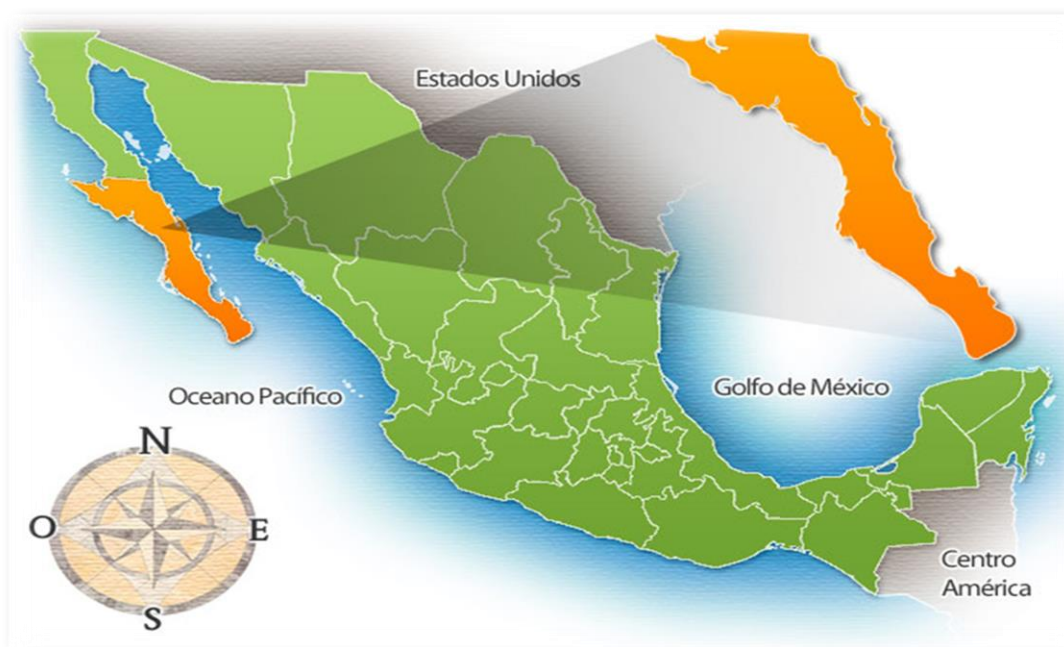 Estados Unidos
Oceano Pacífico
Golfo de México
N
O
E
S
Centro
América